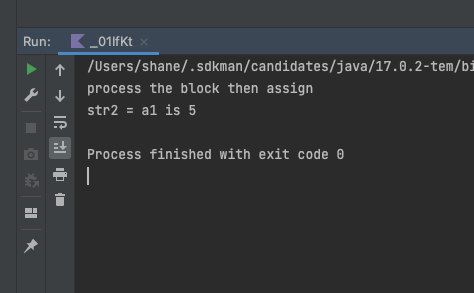 Run: _01IfKt
/Users/shane/.sdkman/candidates/java/17.0.2-tem/bi
process the block then assign
str2 = a1 is 5
Process finished with exit code 0